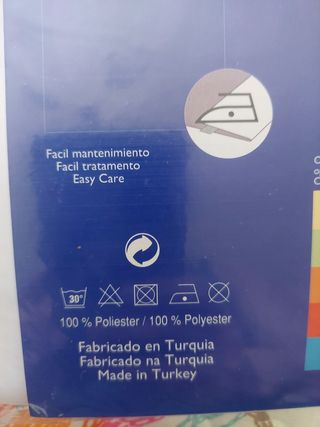 Facil mantenimiento
Facil tratamento
Easy Care
30°
100 % Poliester / 100 % Polyester
Fabricado en Turquia
Fabricado na Turquia
Made in Turkey